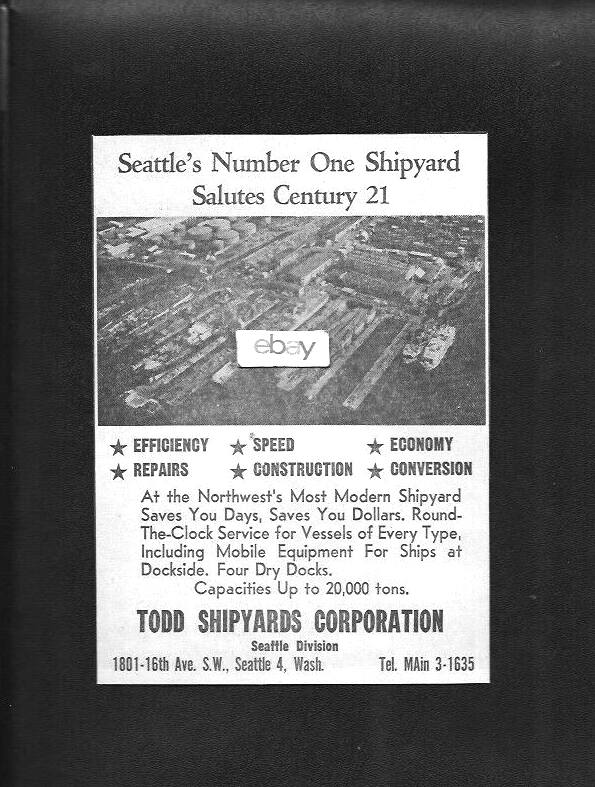 Seattle's Number One Shipyard
Salutes Century 21
ebay
★ EFFICIENCY ★ SPEED ★ ECONOMY
★ REPAIRS ★ CONSTRUCTION ★ CONVERSION
At the Northwest's Most Modern Shipyard
Saves You Days, Saves You Dollars. Round-
The-Clock Service for Vessels of Every Type,
Including Mobile Equipment For Ships at
Dockside. Four Dry Docks.
Capacities Up to 20,000 tons.
TODD SHIPYARDS CORPORATION
Seattle Division
1801-16th Ave. S.W., Seattle 4, Wash. Tel. MAin 3-1635